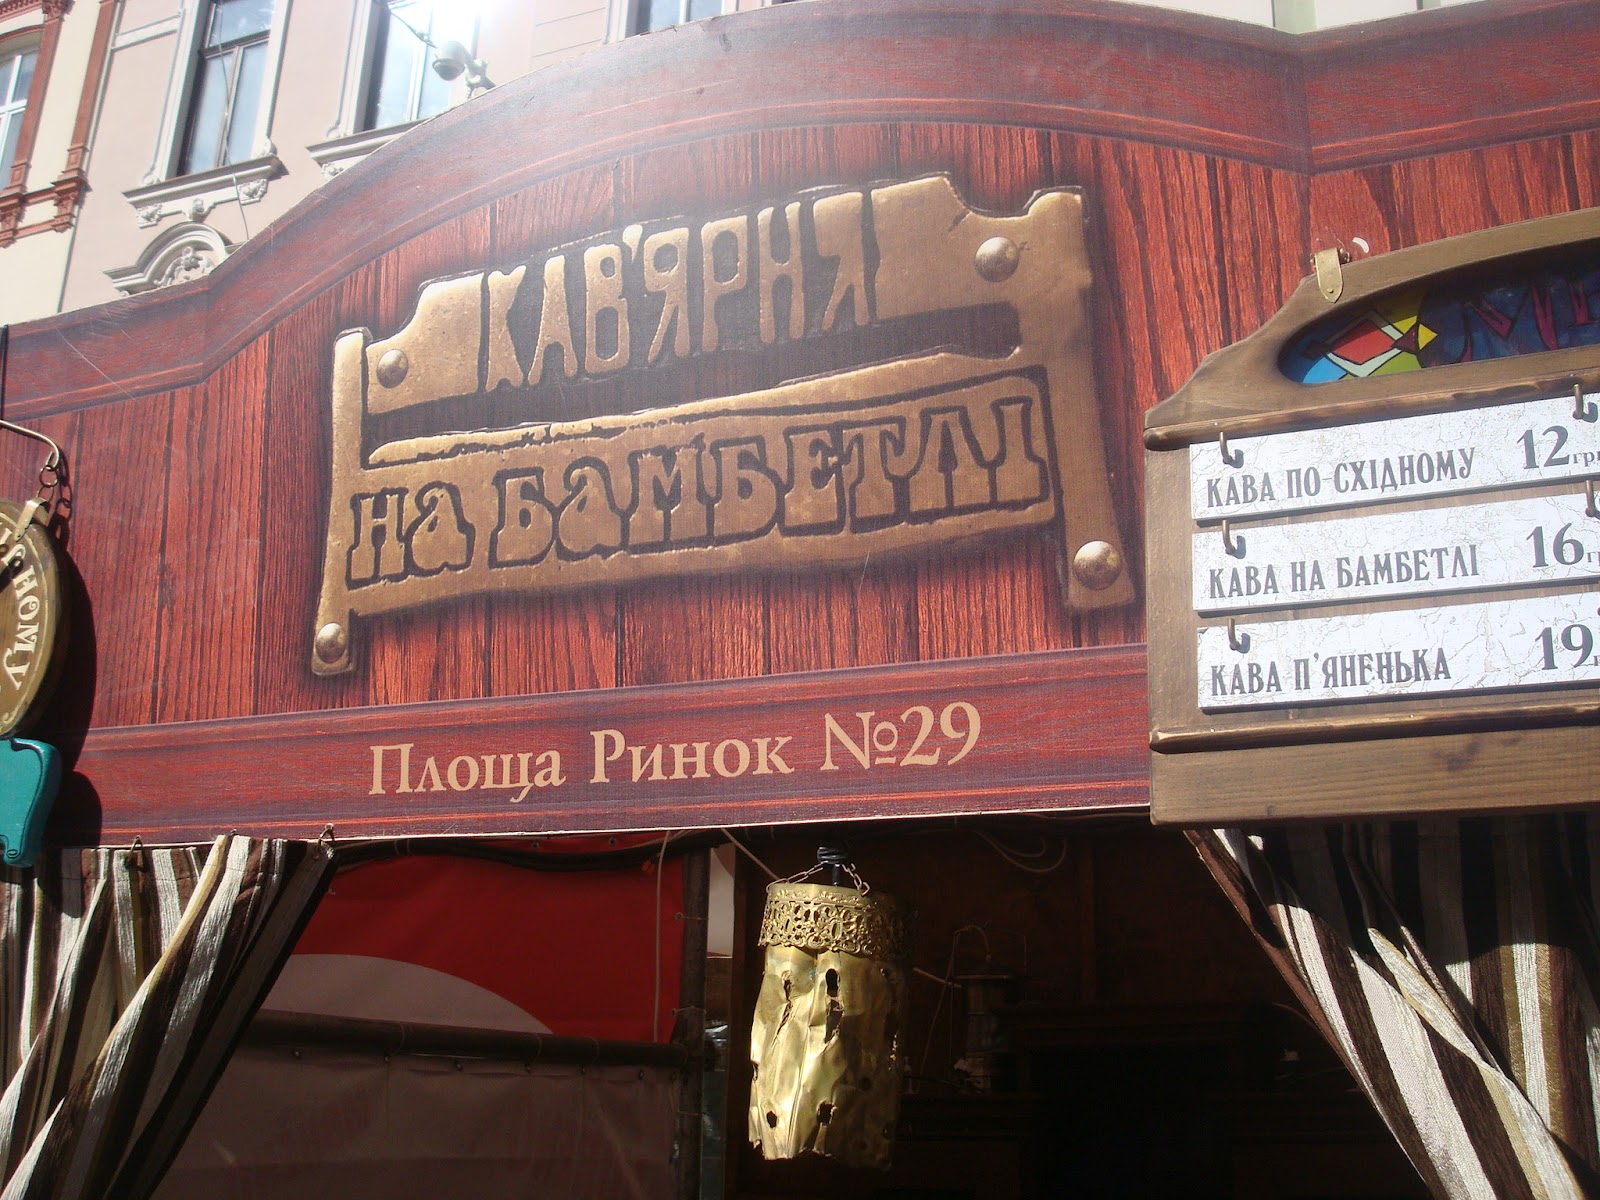 КАВ'ЯРНЯ
НА БАМБЕТЛІ
Площа Ринок №29
КАВА ПО-СХІДНОМУ 12
КАВА НА БАМБЕТЛІ 16
КАВА П'ЯНЕНЬКА 19